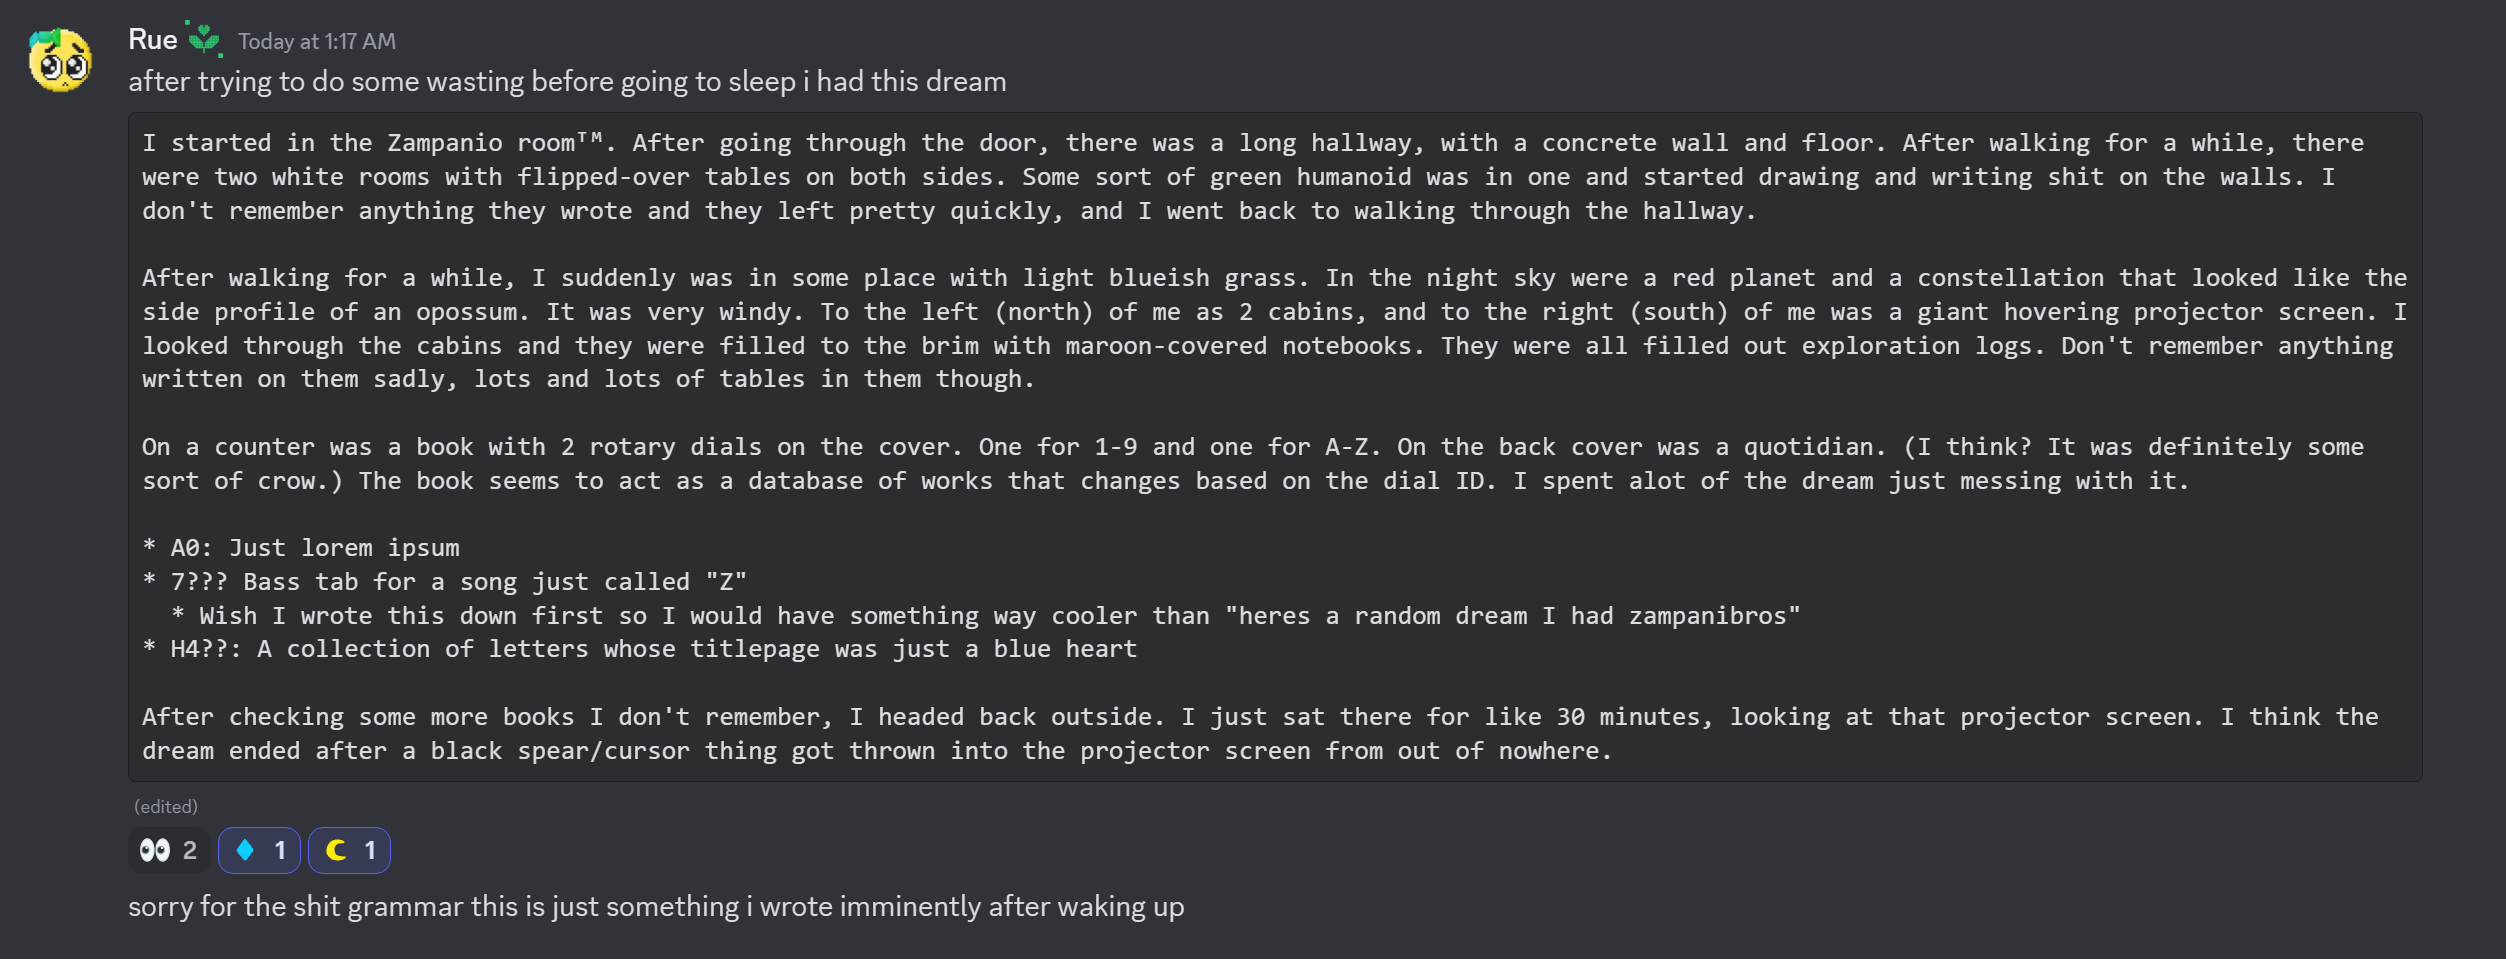 Rue Today at 1:17 AM
after trying to do some wasting before going to sleep i had this dream
I started in the Zampanio room™. After going through the door, there was a long hallway, with a concrete wall and floor. After walking for a while, there
were two white rooms with flipped-over tables on both sides. Some sort of green humanoid was in one and started drawing and writing shit on the walls. I
don't remember anything they wrote and they left pretty quickly, and I went back to walking through the hallway.
After walking for a while, I suddenly was in some place with light blueish grass. In the night sky were a red planet and a constellation that looked like the
side profile of an opossum. It was very windy. To the left (north) of me as 2 cabins, and to the right (south) of me was a giant hovering projector screen. I
looked through the cabins and they were filled to the brim with maroon-covered notebooks. They were all filled out exploration logs. Don't remember anything
written on them sadly, lots and lots of tables in them though.
On a counter was a book with 2 rotary dials on the cover. One for 1-9 and one for A-Z. On the back cover was a quotidian. (I think? It was definitely some
sort of crow.) The book seems to act as a database of works that changes based on the dial ID. I spent alot of the dream just messing with it.
* A0: Just lorem ipsum
* 7??? Bass tab for a song just called "Z"
* Wish I wrote this down first so I would have something way cooler than "heres a random dream I had zampanibros"
* H4??: A collection of letters whose titlepage was just a blue heart
After checking some more books I don't remember, I headed back outside. I just sat there for like 30 minutes, looking at that projector screen. I think the
dream ended after a black spear/cursor thing got thrown into the projector screen from out of nowhere.
(edited)
2 1 1
sorry for the shit grammar this is just something i wrote imminently after waking up